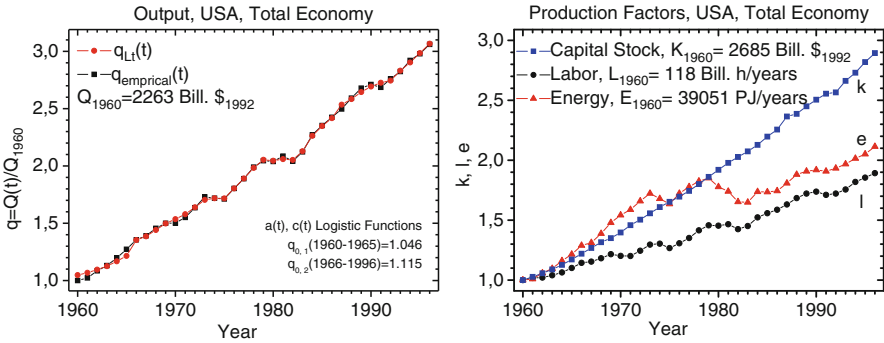 Output, USA, Total Economy
3,0
2,5
2,0
1,5
1,0
q=Q(t)/Q1960
qLt(t)
qemprical(t)
Q1960=2263 Bill. $1992
a(t), c(t) Logistic Functions
q0,1(1960-1965)=1.046
q0,2(1966-1996)=1.115
1960 1970 1980 1990
Year
Production Factors, USA, Total Economy
3,0
2,5
2,0
1,5
1,0
k, l, e
Capital Stock, K1960= 2685 Bill. $1992
Labor, L1960= 118 Bill. h/years
Energy, E1960= 39051 PJ/years
k
e
l
1960 1970 1980 1990
Year